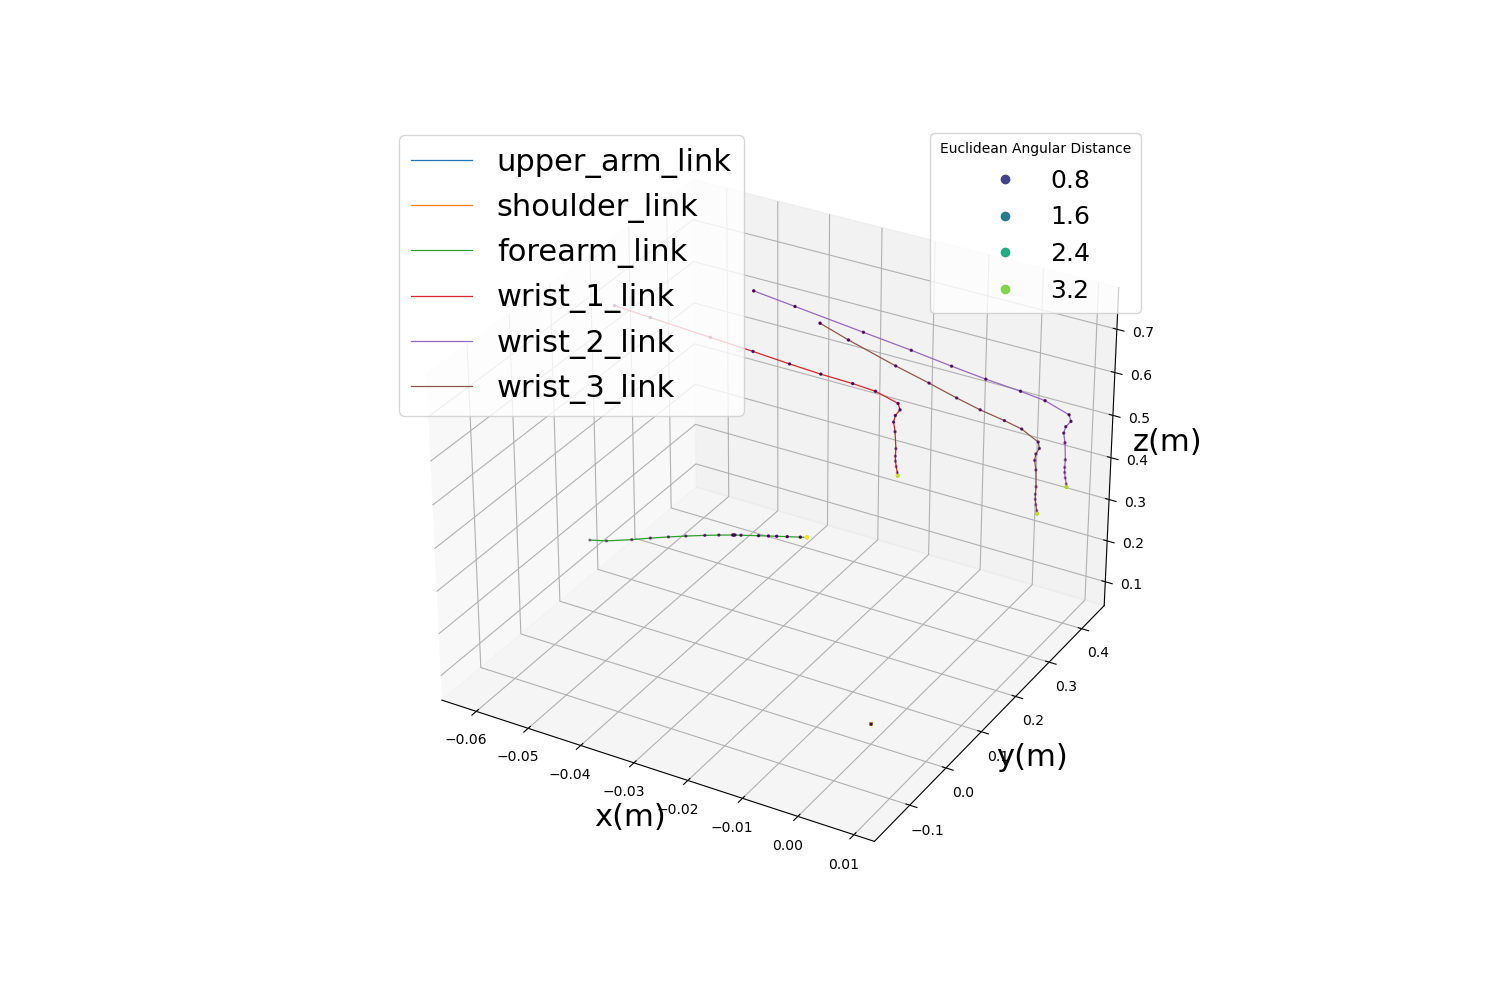 upper_arm_link
shoulder_link
forearm_link
wrist_1_link
wrist_2_link
wrist_3_link
Euclidean Angular Distance
0.8
1.6
2.4
3.2
0.7
0.6
0.5
0.4
0.3
0.2
0.1
z(m)
0.4
0.3
0.2
0.1
0.0
−0.1
y(m)
−0.06
−0.05
−0.04
−0.03
−0.02
−0.01
0.00
0.01
x(m)